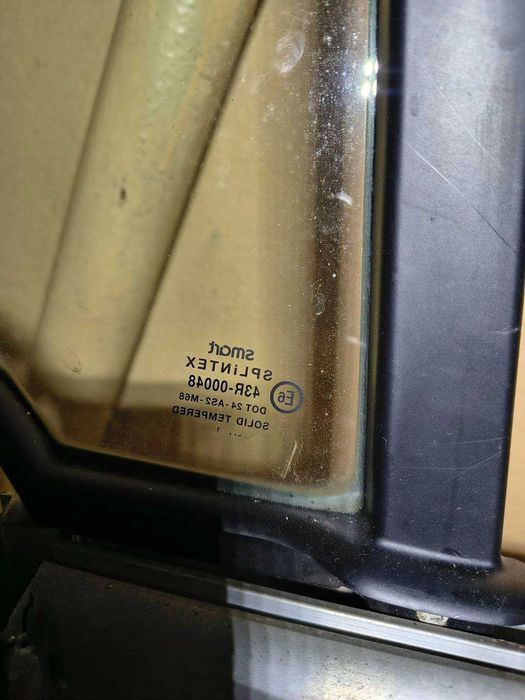 smart
SPLINTEX
43R-00048
E6
DOT 24-AS2-M68
SOLID TEMPERED